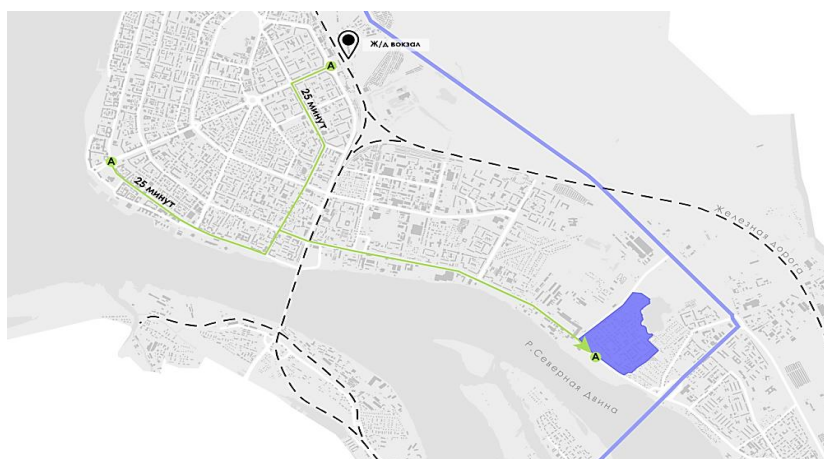 Ж/д вокзал
А
25 минут
А
25 минут
Железная дорога
А
р.Северная Двина